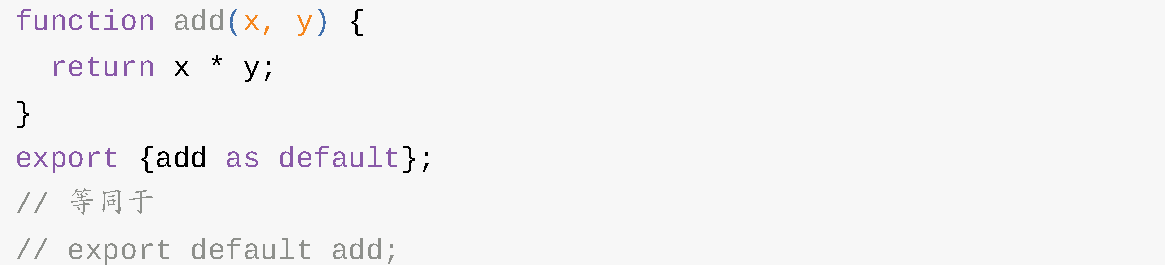 function add(x, y) {
  return x * y;
}
export {add as default};
// 等同于
// export default add;